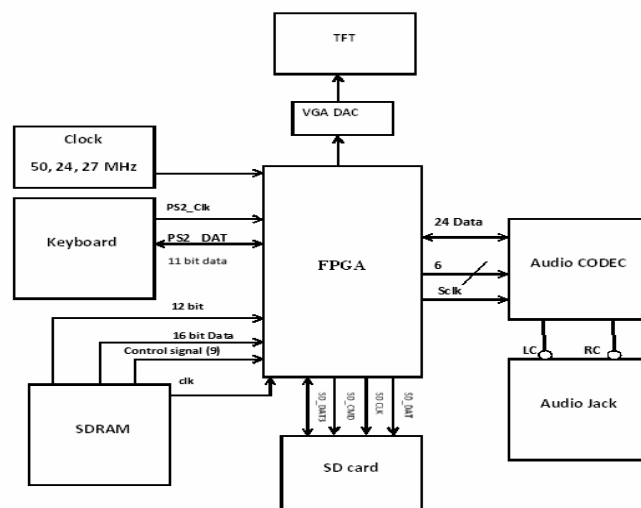 TFT
VGA DAC
Clock
50, 24, 27 MHz
PS2_Clk
Keyboard
PS2_DAT
11 bit data
FPGA
24 Data
6
Sclk
Audio CODEC
12 bit
16 bit Data
Control signal (9)
clk
SDRAM
LC
RC
Audio Jack
SD_DAT3
SD_CMD
SD CLK
SD_DAT
SD card